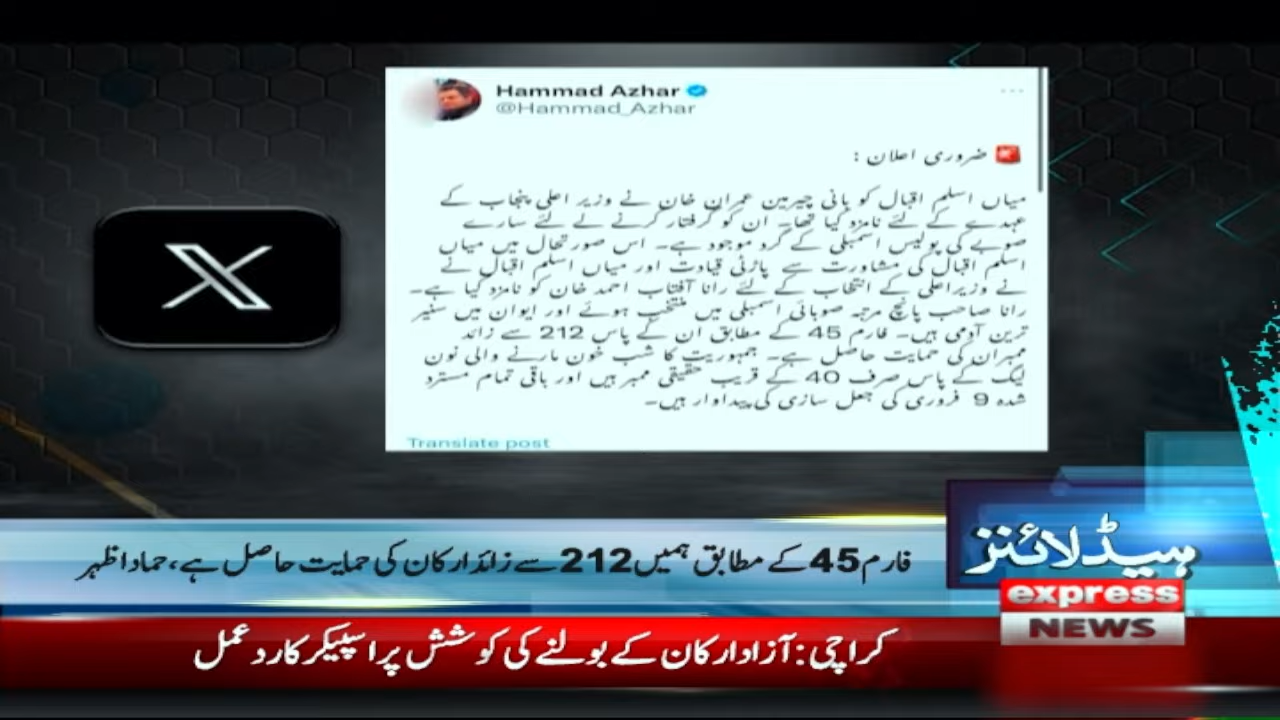 Hammad Azhar
@Hammad_Azhar
ضروری اعلان :
میاں اسلم اقبال کو بانی چیرمین عمران خان نے وزیر اعلی پنجاب کے
عہدے کے لئے نامزد کیا تھا۔ ان کو گرفتار کرنے لے لئے سارے
صوبے کی پولیس اسمبلی کے گرد موجود ہے۔ اس صورتحال میں میاں
اسلم اقبال کی مشاورت سے پارٹی قیادت اور میاں اسلم اقبال نے
نے وزیراعلی کے انتخاب کے لئے رانا آفتاب احمد خان کو نامزد کیا ہے۔
رانا صاحب پانچ مرتبہ صوبائی اسمبلی میں منتخب ہوئے اور ایوان میں سنیر
ترین آدمی ہیں۔ فارم 45 کے مطابق ان کے پاس 212 سے زائد
ممبران کی حمایت حاصل ہے۔ جمہوریت کا شب خون مارنے والی نون
لیگ کے پاس صرف 40 کے قریب حقیقی ممبر ہیں اور باقی تمام مسترد
شدہ 9 فروری کی جعل سازی کی پیداوار ہیں۔
Translate post
ہیڈلائنز
فارم 45 کے مطابق ہمیں 212 سے زائد ارکان کی حمایت حاصل ہے، حماد اظہر
express
NEWS
کراچی: آزاد ارکان کے بولنے کی کوشش پر اسپیکر کا رد عمل